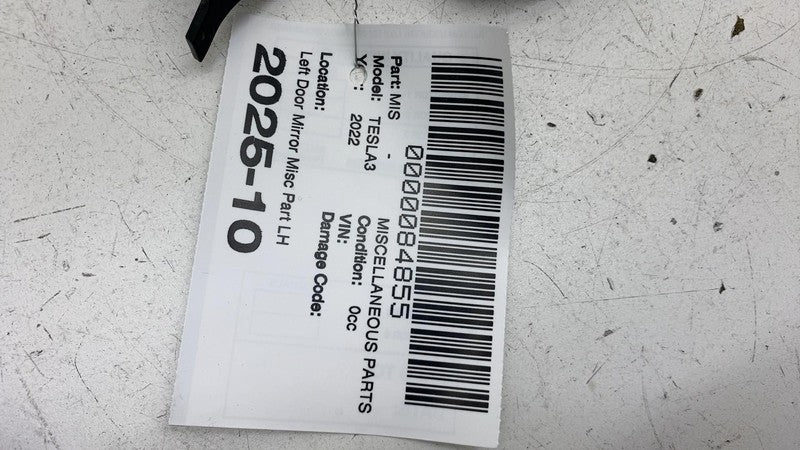 0000084855
Part: MIS - MISCELLANEOUS PARTS
Model: TESLA3 Condition: 0cc
2022 VIN:
Location: Damage Code:
Left Door Mirror Misc Part LH
2025-10